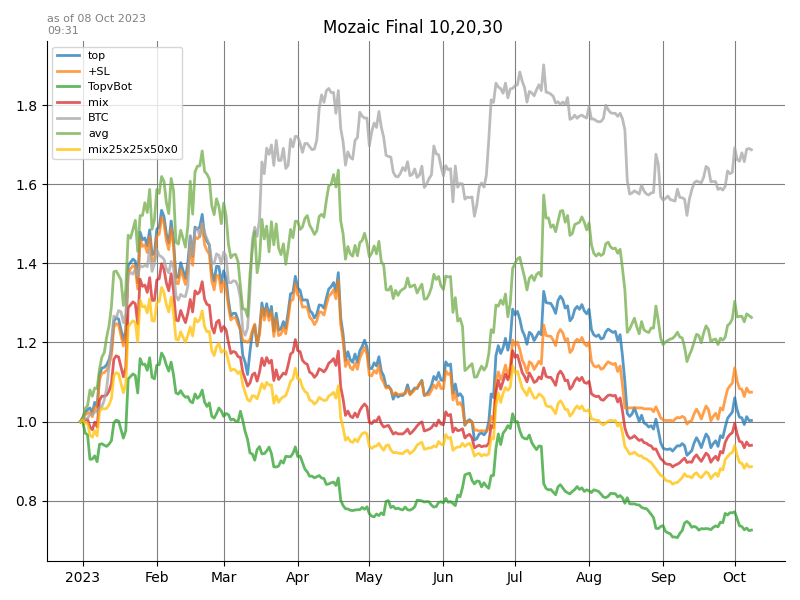 as of 08 Oct 2023
09:31
Mozaic Final 10,20,30
top
+SL
TopvBot
mix
BTC
avg
mix25x25x50x0
1.8
1.6
1.4
1.2
1.0
0.8
2023 Feb Mar Apr May Jun Jul Aug Sep Oct